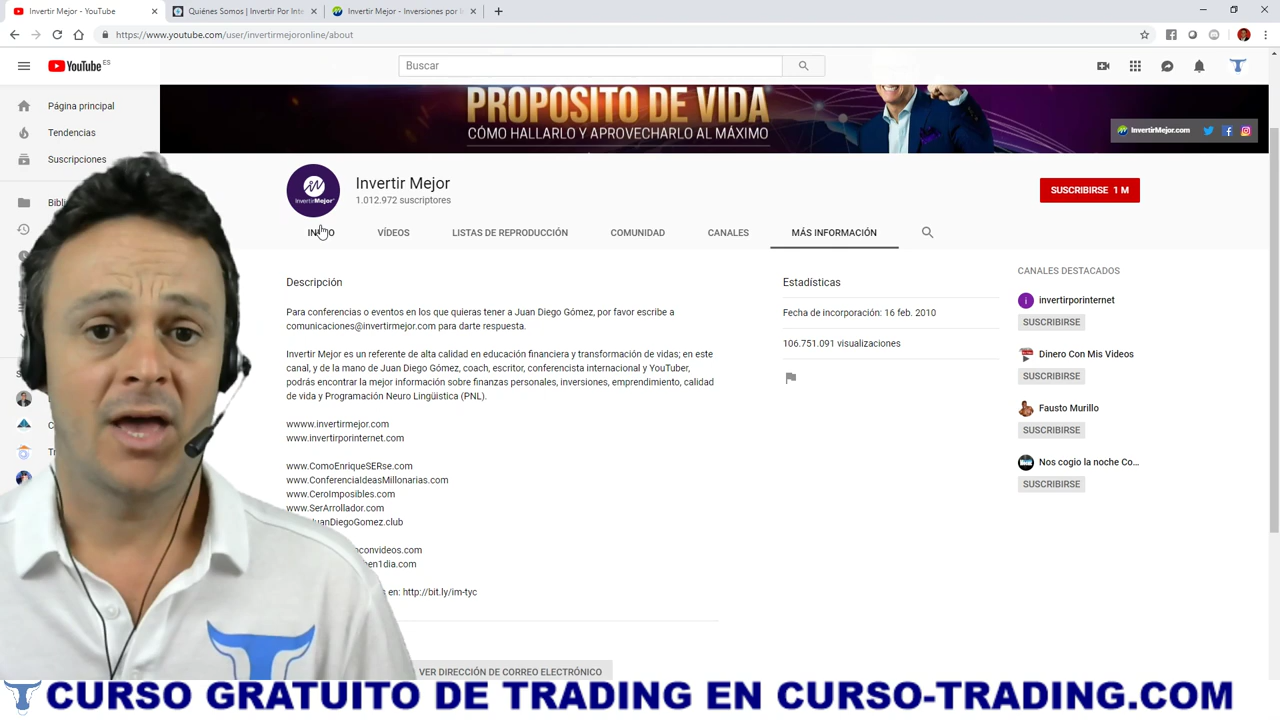 Invertir Mejor - YouTube
Quiénes Somos | Invertir Por Inte
Invertir Mejor - Inversiones por i
https://www.youtube.com/user/invertirmejoronline/about
YouTube ES
Buscar
Página principal
Tendencias
Suscripciones
PROPÓSITO DE VIDA
CÓMO HALLARLO Y APROVECHARLO AL MÁXIMO
InvertirMejor.com
InvertirMejor
Invertir Mejor
1.012.972 suscriptores
SUSCRIBIRSE 1 M
VÍDEOS
LISTAS DE REPRODUCCIÓN
COMUNIDAD
CANALES
MÁS INFORMACIÓN
Descripción
Para conferencias o eventos en los que quieras tener a Juan Diego Gómez, por favor escribe a
comunicaciones@invertirmejor.com para darte respuesta.
Invertir Mejor es un referente de alta calidad en educación financiera y transformación de vidas; en este
canal, y de la mano de Juan Diego Gómez, coach, escritor, conferencista internacional y YouTuber,
podrás encontrar la mejor información sobre finanzas personales, inversiones, emprendimiento, calidad
de vida y Programación Neuro Lingüística (PNL).
wwww.invertirmejor.com
www.invertirporinternet.com
www.ComoEnriqueSERse.com
www.ConferenciaIdeasMillonarias.com
www.CeroImposibles.com
www.SerArrollador.com
JuanDiegoGomez.club
oconvideos.com
en1dia.com
en: http://bit.ly/im-tyc
VER DIRECCIÓN DE CORREO ELECTRÓNICO
Estadísticas
Fecha de incorporación: 16 feb. 2010
106.751.091 visualizaciones
CANALES DESTACADOS
invertirporinternet
SUSCRIBIRSE
Dinero Con Mis Videos
SUSCRIBIRSE
Fausto Murillo
SUSCRIBIRSE
Nos cogio la noche Co...
SUSCRIBIRSE
CURSO GRATUITO DE TRADING EN CURSO-TRADING.COM